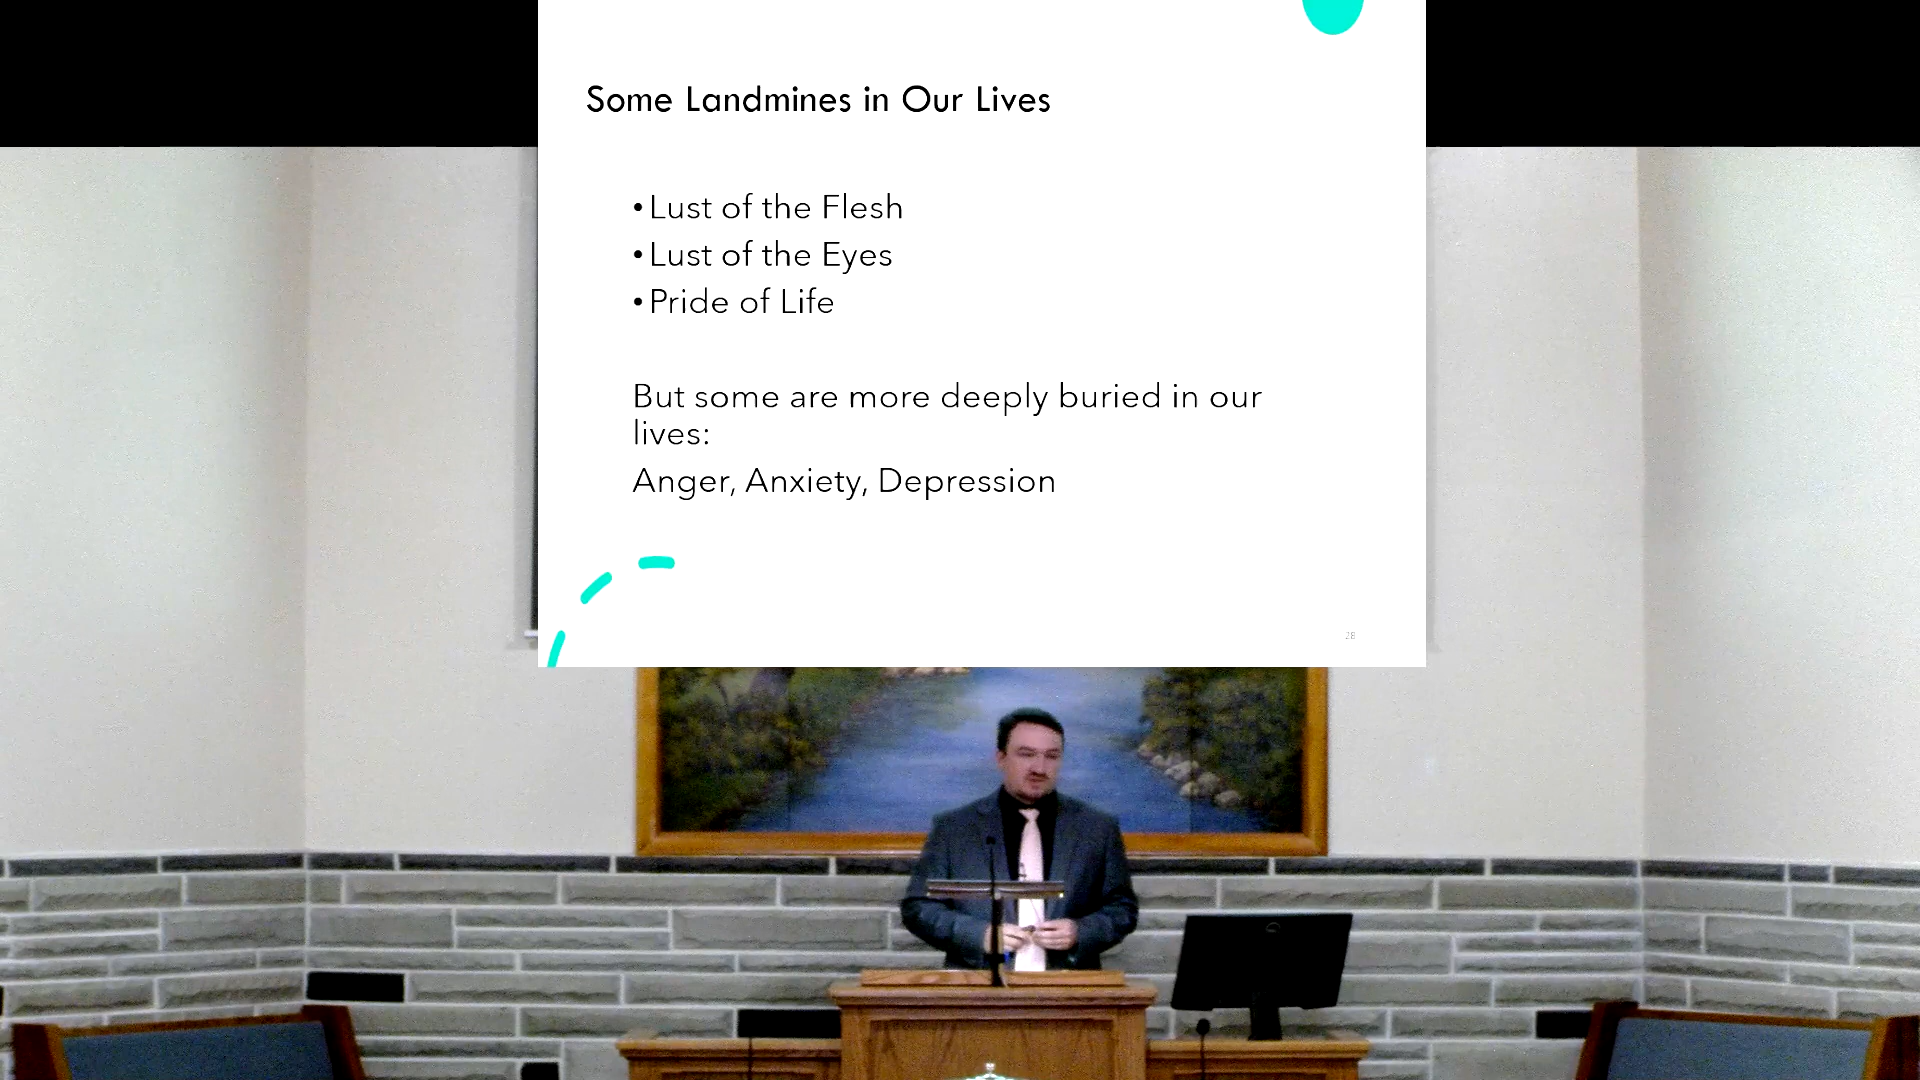 Some Landmines in Our Lives
• Lust of the Flesh
• Lust of the Eyes
• Pride of Life
But some are more deeply buried in our
lives:
Anger, Anxiety, Depression
28